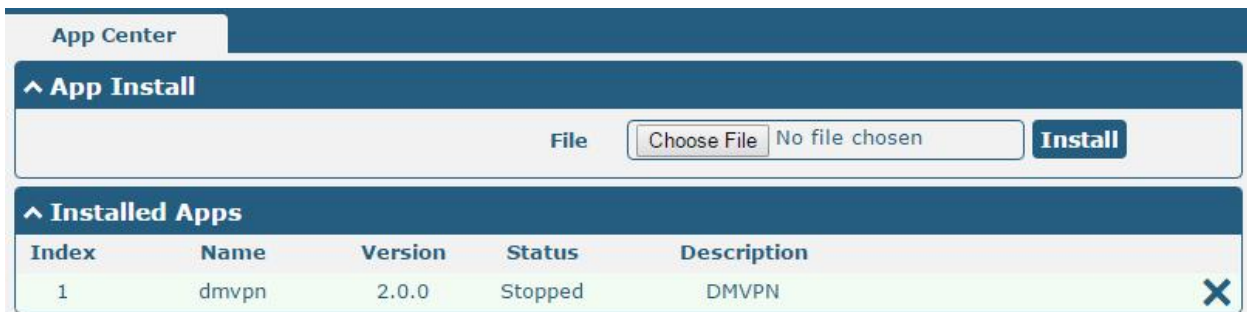 App Center
App Install
File Choose File No file chosen Install
Installed Apps
Index Name Version Status Description
1 dmvpn 2.0.0 Stopped DMVPN